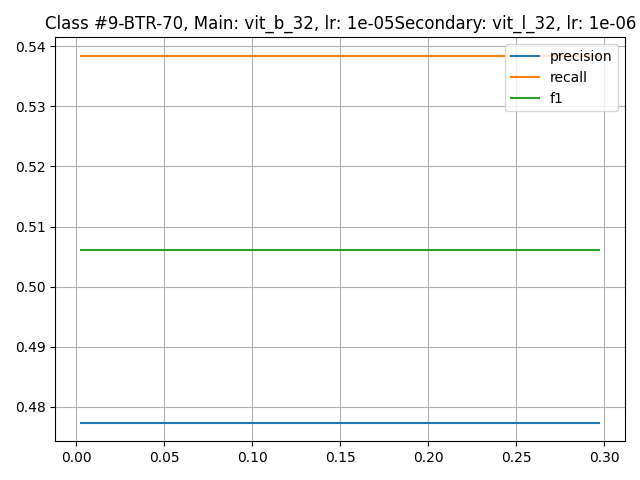 Class #9-BTR-70, Main: vit_b_32, lr: 1e-05Secondary: vit_l_32, lr: 1e-06
precision
recall
f1
0.54
0.53
0.52
0.51
0.50
0.49
0.48
0.00 0.05 0.10 0.15 0.20 0.25 0.30